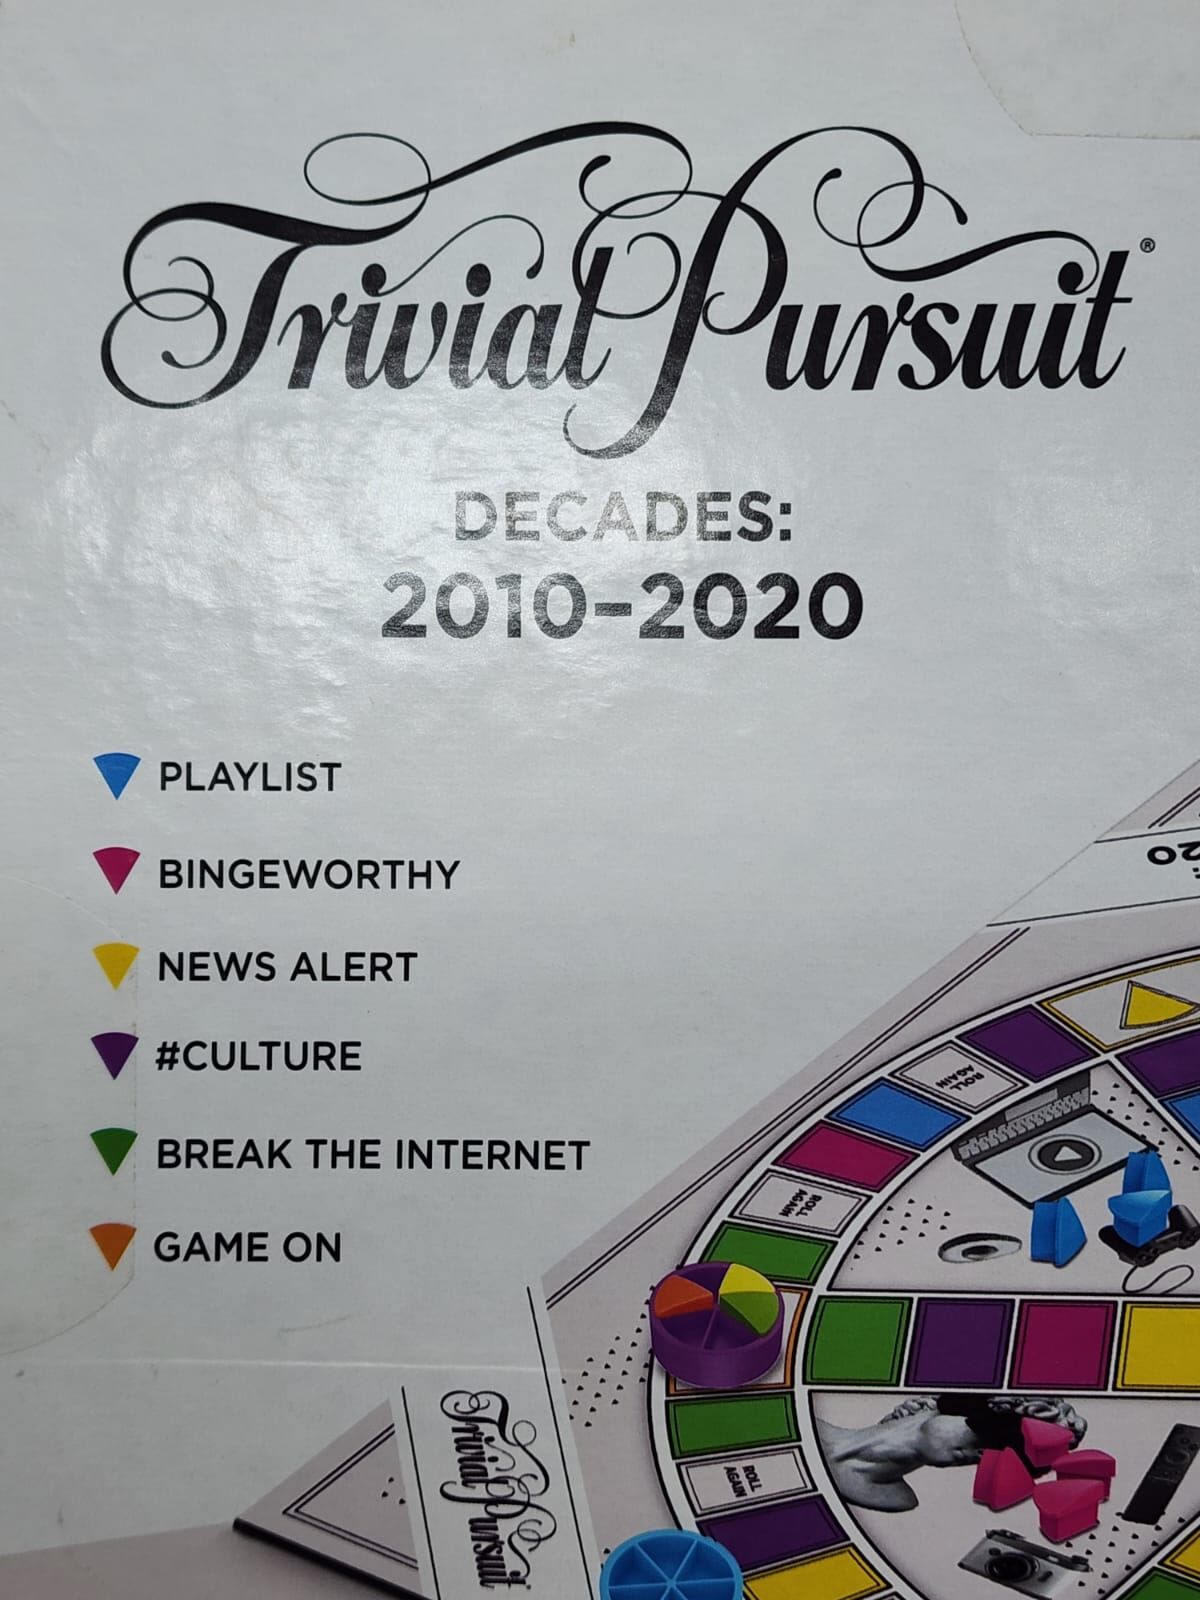 Trivial Pursuit®
DECADES:
2010–2020
PLAYLIST
BINGEWORTHY
NEWS ALERT
#CULTURE
BREAK THE INTERNET
GAME ON
20
ROLL
AGAIN
ROLL
AGAIN
ROLL
AGAIN
Trivial Pursuit